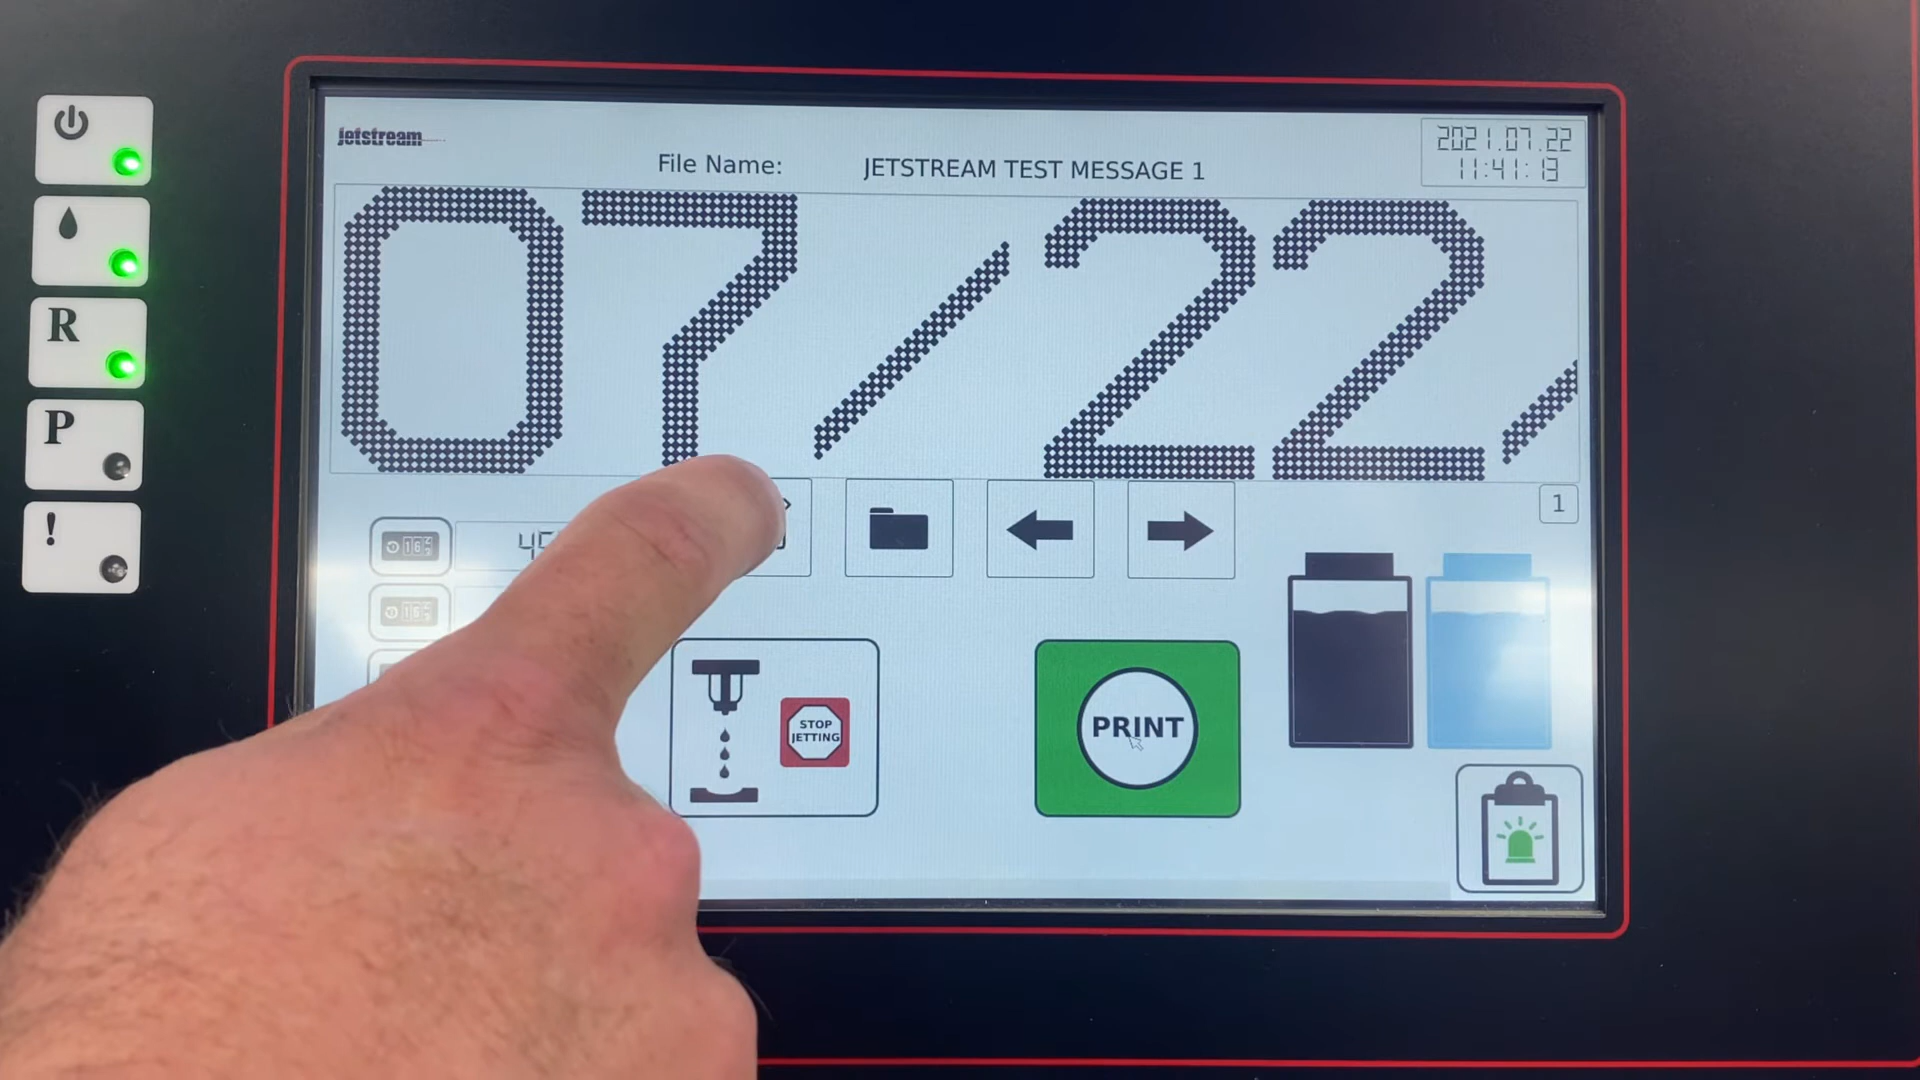 jetstream
File Name: JETSTREAM TEST MESSAGE 1
2021.07.22
11:41:13
07/22/
R
P
!
1
STOP
JETTING
PRINT